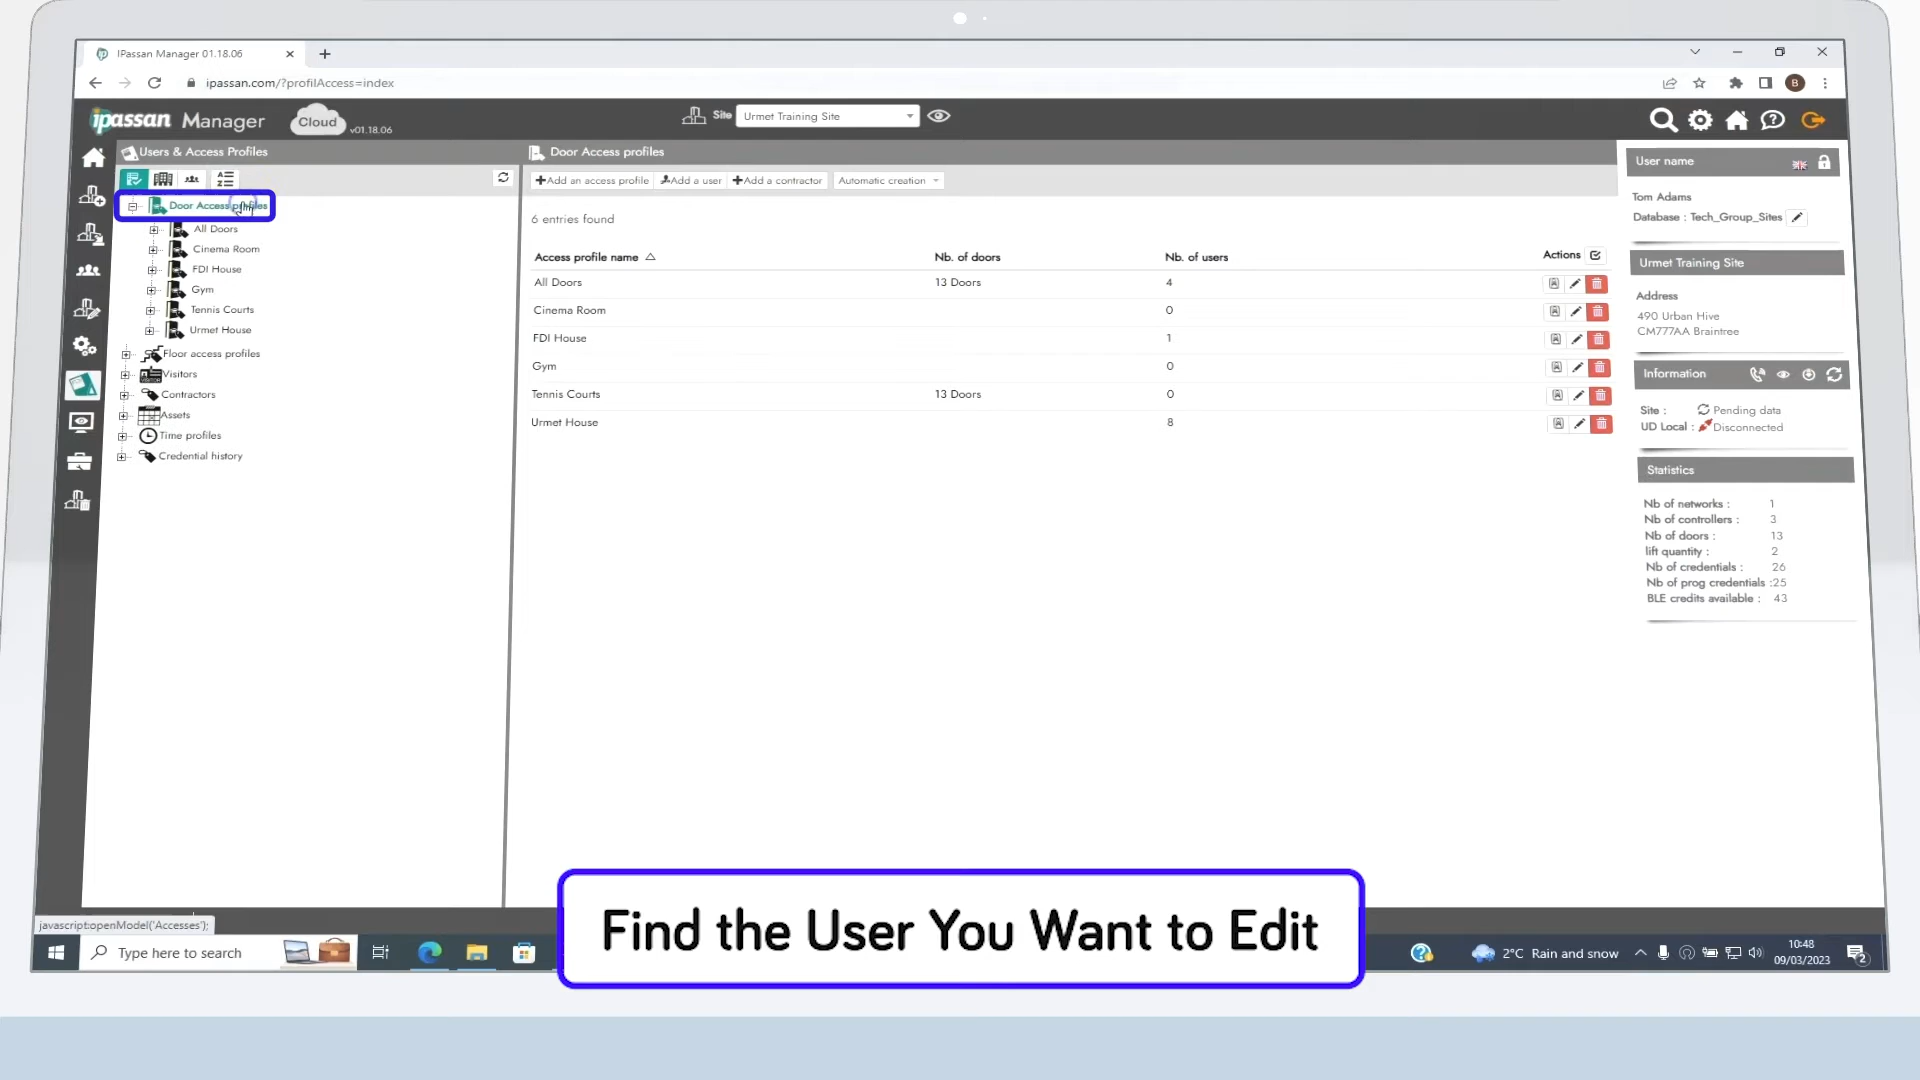 IPassan Manager 01.18.06
ipassan.com/?profilAccess=index
ipassan Manager Cloud v01.18.06
Site Urmet Training Site
Users & Access Profiles
Door Access profiles
All Doors
Cinema Room
FDI House
Gym
Tennis Courts
Urmet House
Floor access profiles
Visitors
Contractors
Assets
Time profiles
Credential history
Door Access profiles
Add an access profile Add a user Add a contractor Automatic creation
6 entries found
Access profile name Nb. of doors Nb. of users Actions
All Doors 13 Doors 4
Cinema Room 0
FDI House 1
Gym 0
Tennis Courts 13 Doors 0
Urmet House 8
User name
Tom Adams
Database : Tech_Group_Sites
Urmet Training Site
Address
490 Urban Hive
CM777AA Braintree
Information
Site : Pending data
UD Local : Disconnected
Statistics
Nb of networks : 1
Nb of controllers : 3
Nb of doors : 13
lift quantity : 2
Nb of credentials : 26
Nb of prog credentials : 25
BLE credits available : 43
javascript:openModel('Accesses');
Type here to search
Find the User You Want to Edit
2°C Rain and snow
10:48
09/03/2023
2
B